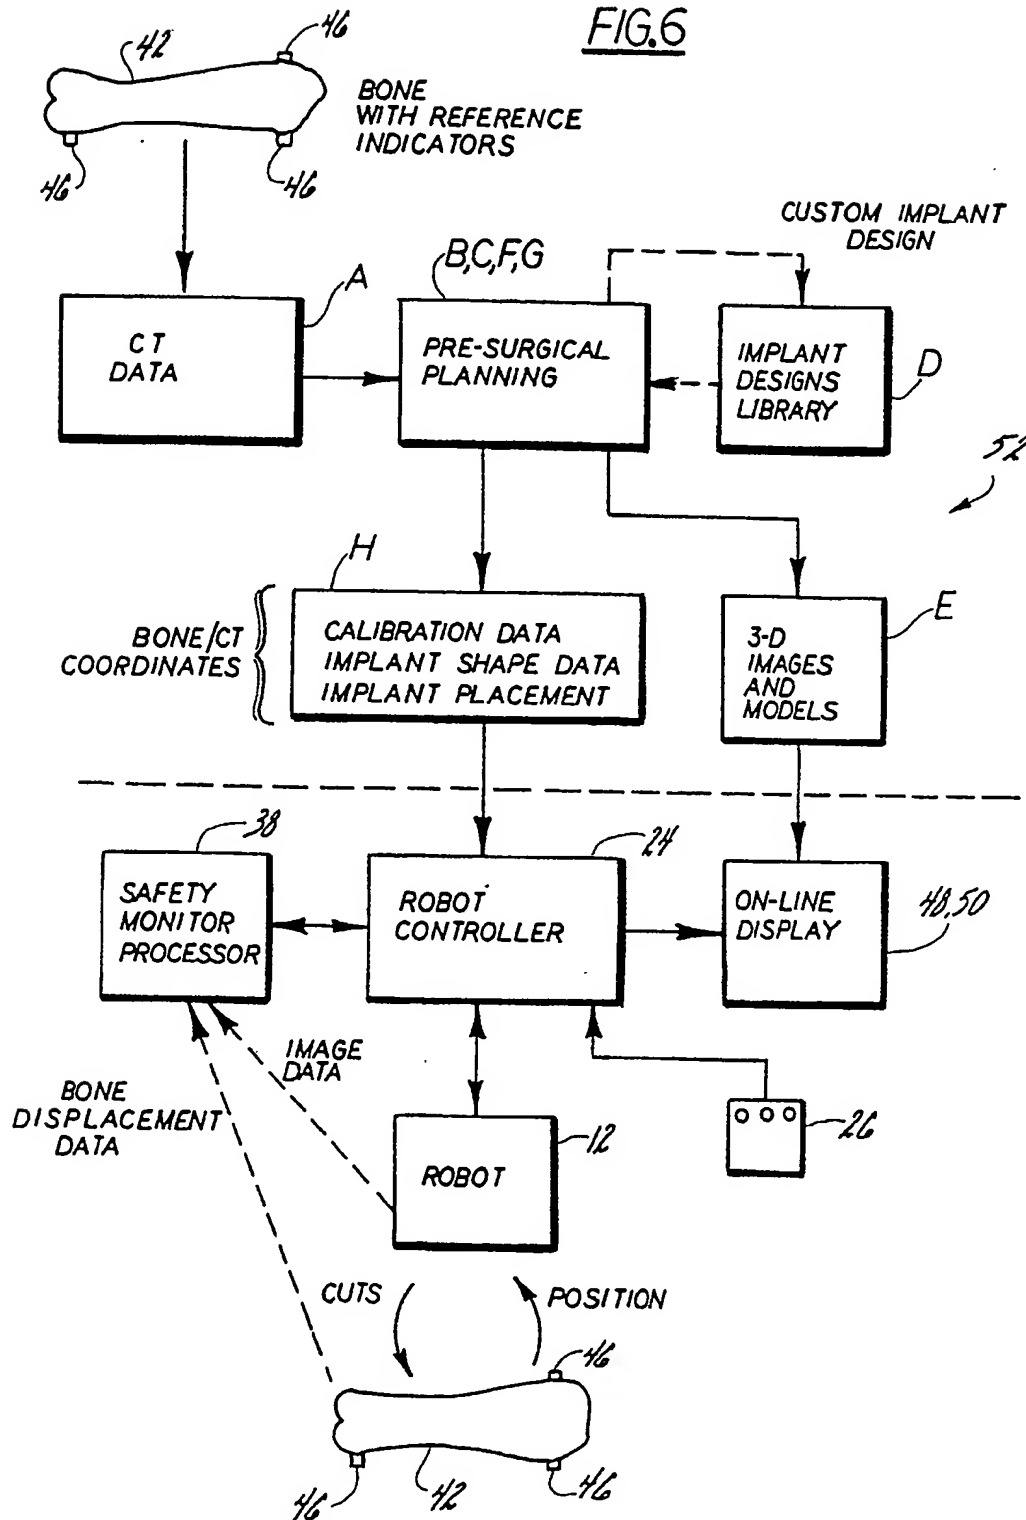 FIG.6
46
42
BONE
WITH REFERENCE
INDICATORS
46
46
CUSTOM IMPLANT
DESIGN
A
B,C,F,G
CT
DATA
PRE-SURGICAL
PLANNING
IMPLANT
DESIGNS
LIBRARY
D
52
H
BONE/CT
COORDINATES
CALIBRATION DATA
IMPLANT SHAPE DATA
IMPLANT PLACEMENT
3-D
IMAGES
AND
MODELS
E
38
24
SAFETY
MONITOR
PROCESSOR
ROBOT
CONTROLLER
ON-LINE
DISPLAY
48,50
IMAGE
DATA
BONE
DISPLACEMENT
DATA
ROBOT
12
26
CUTS
POSITION
46
46
42
46